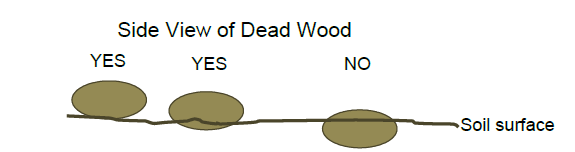 Side View of Dead Wood
YES YES NO
Soil surface